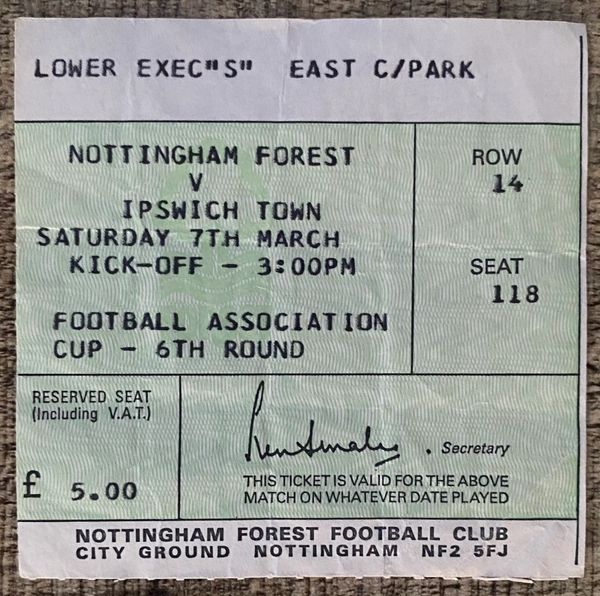 LOWER EXEC"S" EAST C/PARK
NOTTINGHAM FOREST
V
IPSWICH TOWN
SATURDAY 7TH MARCH
KICK-OFF - 3:00PM
FOOTBALL ASSOCIATION
CUP - 6TH ROUND
ROW
14
SEAT
118
RESERVED SEAT
(Including V.A.T.)
£ 5.00
. Secretary
THIS TICKET IS VALID FOR THE ABOVE
MATCH ON WHATEVER DATE PLAYED
NOTTINGHAM FOREST FOOTBALL CLUB
CITY GROUND NOTTINGHAM NF2 5FJ